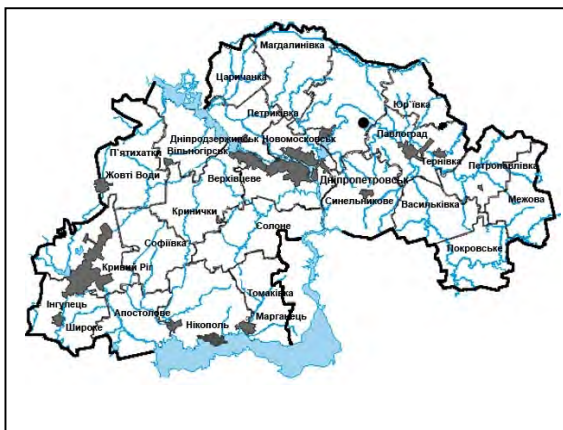 Магдалинівка
Царичанка
Петриківка
Юр`ївка
Дніпродзержинськ
Новомосковськ
Павлоград
П`ятихатки
Вільногірськ
Тернівка
Петропавлівка
Жовті Води
Верхівцеве
Дніпропетровськ
Синельникове
Васильківка
Межова
Кринички
Солоне
Софіївка
Покровське
Кривий Ріг
Томаківка
Інгулець
Апостолове
Марганець
Широке
Нікополь